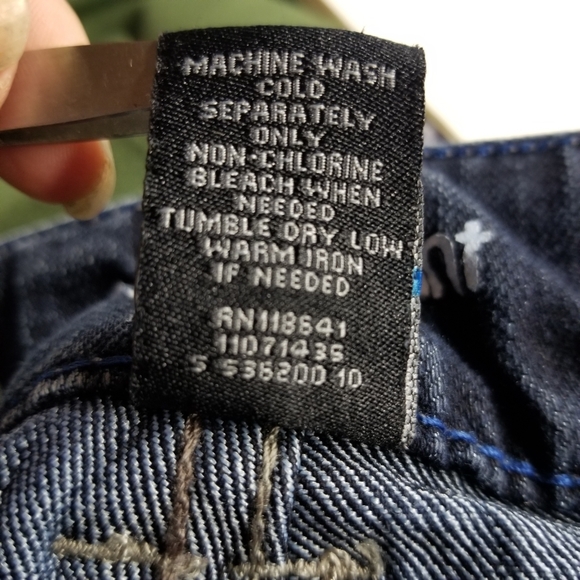 MACHINE WASH
COLD
SEPARATELY
ONLY
NON-CHLORINE
BLEACH WHEN
NEEDED
TUMBLE DRY LOW
WARM IRON
IF NEEDED
RN118641
11071435
S S36200 10